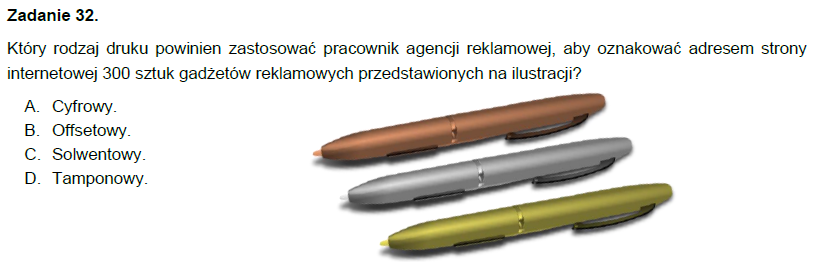 Zadanie 32.
Który rodzaj druku powinien zastosować pracownik agencji reklamowej, aby oznakować adresem strony
internetowej 300 sztuk gadżetów reklamowych przedstawionych na ilustracji?
A. Cyfrowy.
B. Offsetowy.
C. Solwentowy.
D. Tamponowy.